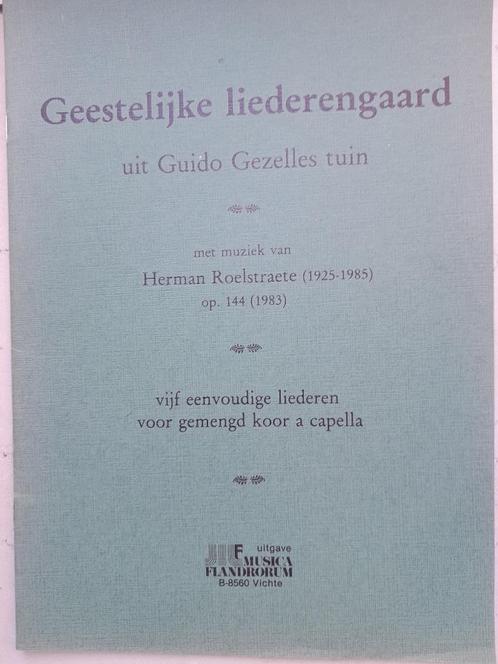 Geestelijke liederengaard
uit Guido Gezelles tuin
met muziek van
Herman Roelstraete (1925-1985)
op. 144 (1983)
vijf eenvoudige liederen
voor gemengd koor a capella
uitgave
MUSICA
FLANDRORUM
B-8560 Vichte